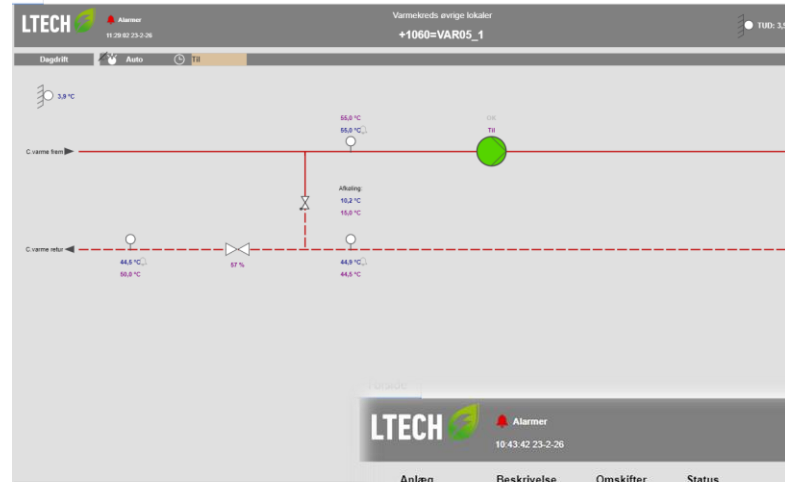 LTECH
Alarmer
11:29:02 23-2-26
Varmekreds øvrige lokaler
+1060=VAR05_1
TUD: 3,9
Dagdrift
Auto
Til
3,9 °C
55,0 °C
55,0 °C
Til
C.varme frem
Afkøling:
10,2 °C
15,0 °C
C.varme retur
44,5 °C
50,0 °C
57 %
44,9 °C
44,5 °C
LTECH
Alarmer
10:43:42 23-2-26
Anlæg Beskrivelse Omskifter Status